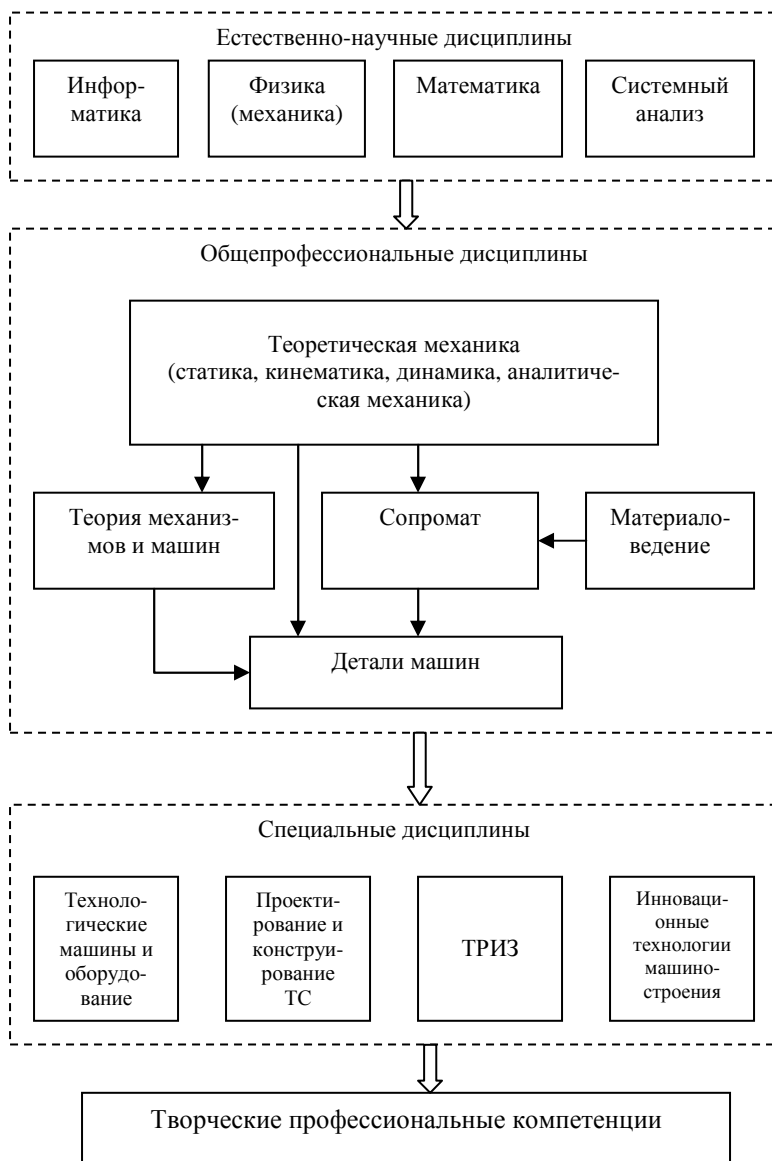 Естественно-научные дисциплины
Инфор-
матика
Физика
(механика)
Математика
Системный
анализ
Общепрофессиональные дисциплины
Теоретическая механика
(статика, кинематика, динамика, аналитиче-
ская механика)
Теория механиз-
мов и машин
Сопромат
Материало-
ведение
Детали машин
Специальные дисциплины
Техноло-
гические
машины и
оборудо-
вание
Проекти-
рование и
конструи-
рование
ТС
ТРИЗ
Инноваци-
онные
технологии
машино-
строения
Творческие профессиональные компетенции